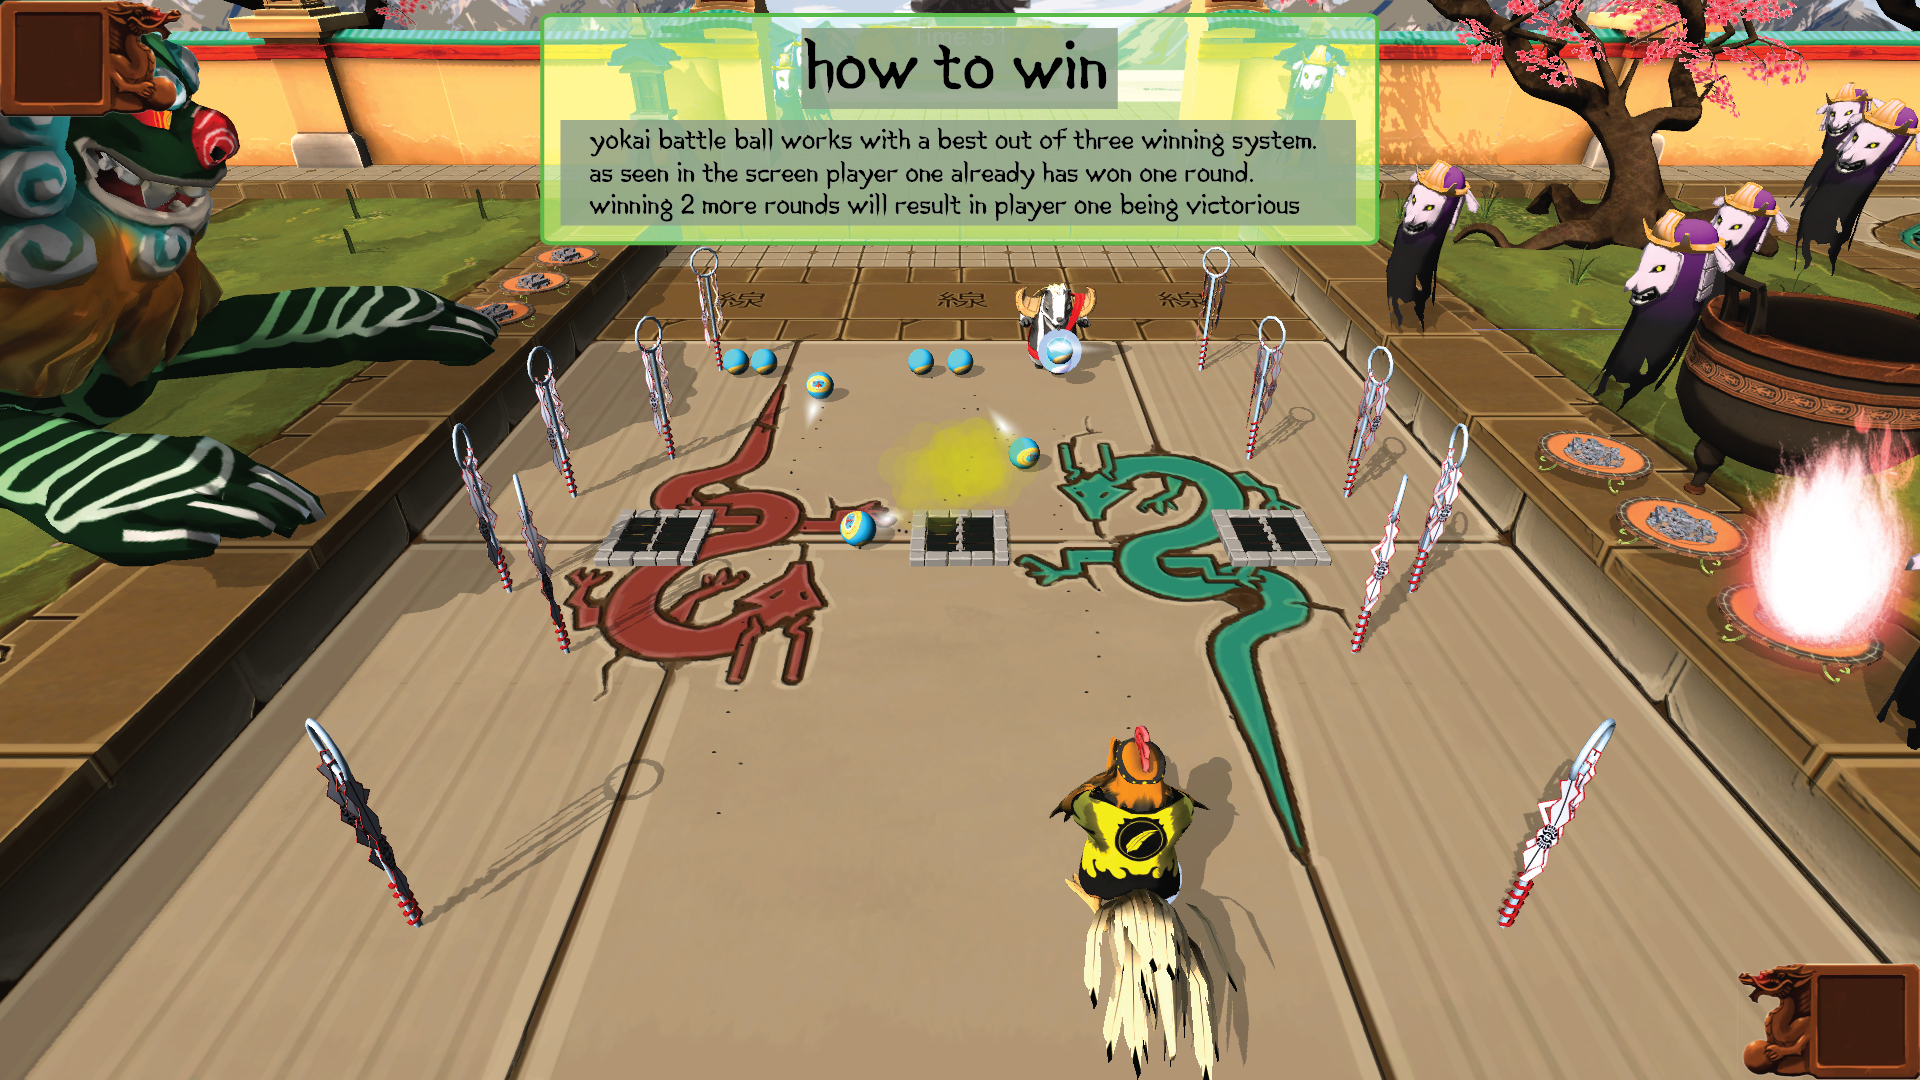 Time: 51
how to win
yokai battle ball works with a best out of three winning system.
as seen in the screen player one already has won one round.
winning 2 more rounds will result in player one being victorious
線 線 線